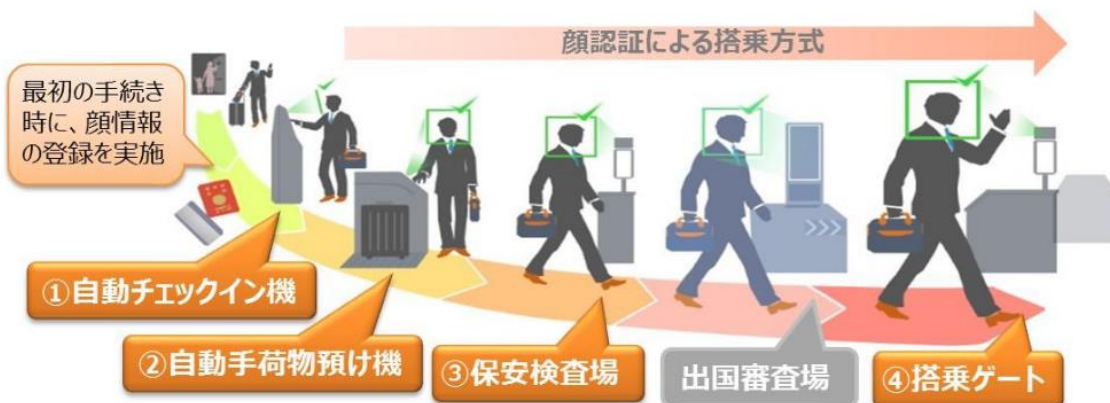 顔認証による搭乗方式
最初の手続き
時に、顔情報
の登録を実施
①自動チェックイン機
②自動手荷物預け機
③保安検査場
出国審査場
④搭乗ゲート